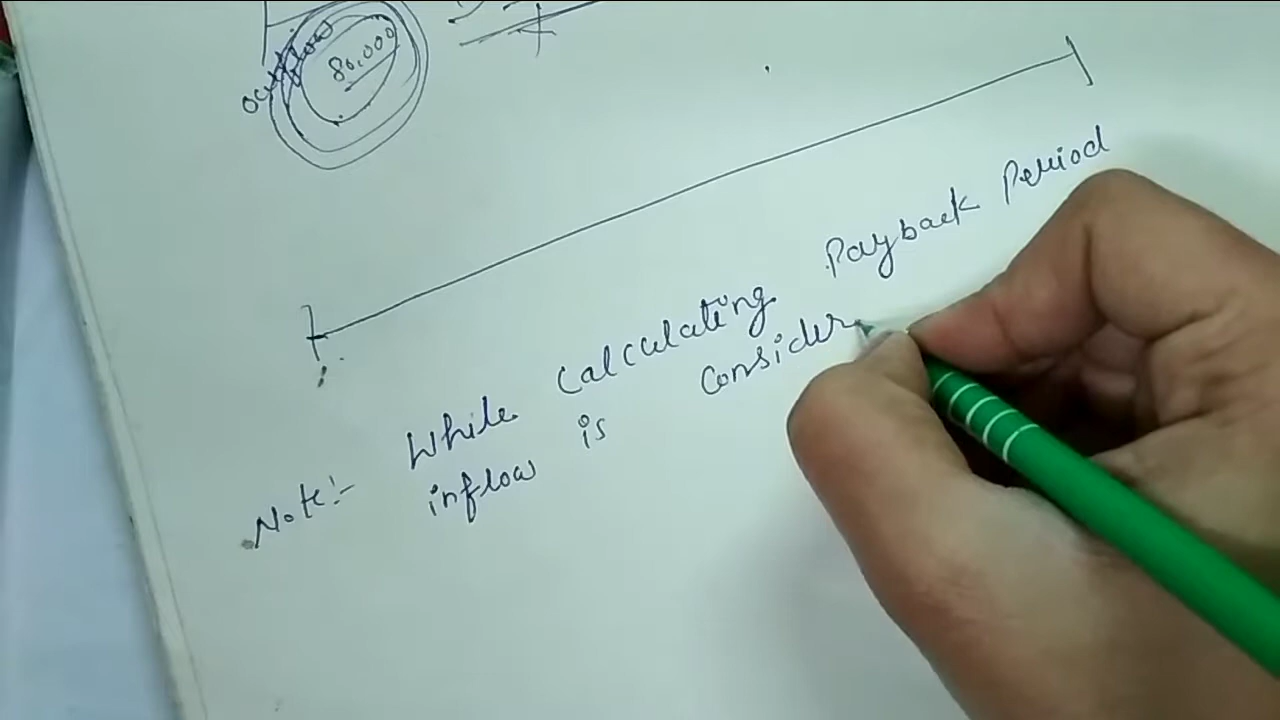 Outflow
80,000
Note:- While calculating Payback Period
inflow is consider